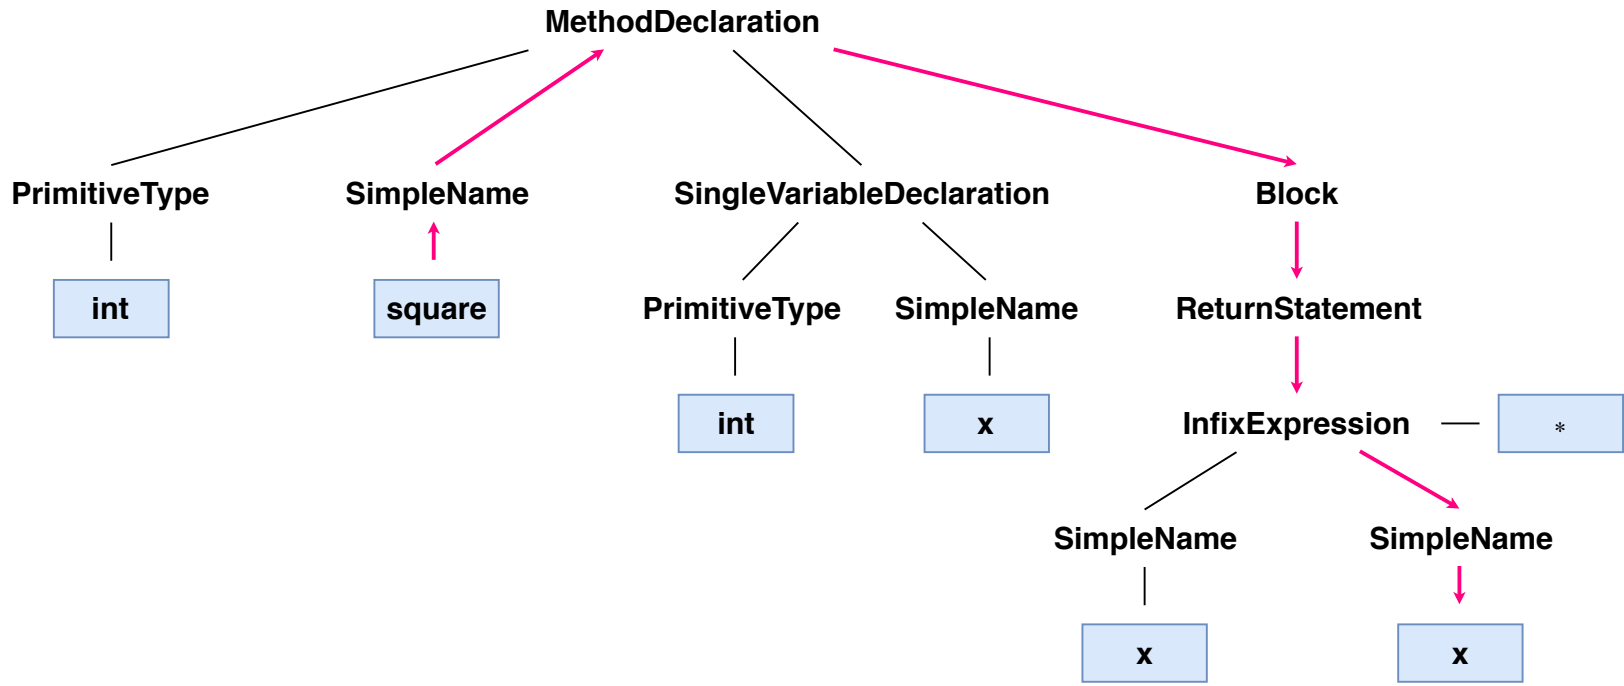 MethodDeclaration
PrimitiveType SimpleName SingleVariableDeclaration Block
int square PrimitiveType SimpleName ReturnStatement
int x InfixExpression *
SimpleName SimpleName
x x